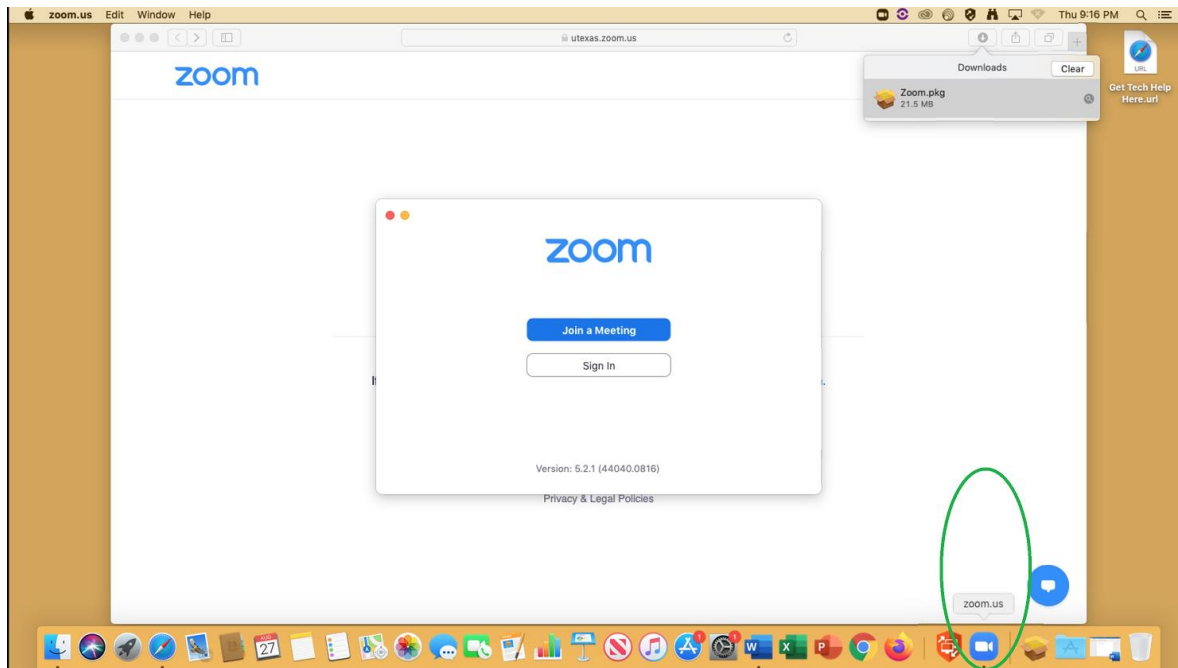 zoom.us Edit Window Help Thu 9:16 PM
utexas.zoom.us
zoom
Downloads Clear
Zoom.pkg
21.5 MB
URL
Get Tech Help
Here.url
zoom
Join a Meeting
Sign In
Version: 5.2.1 (44040.0816)
Privacy & Legal Policies
zoom.us
AUG
27
W
X
P